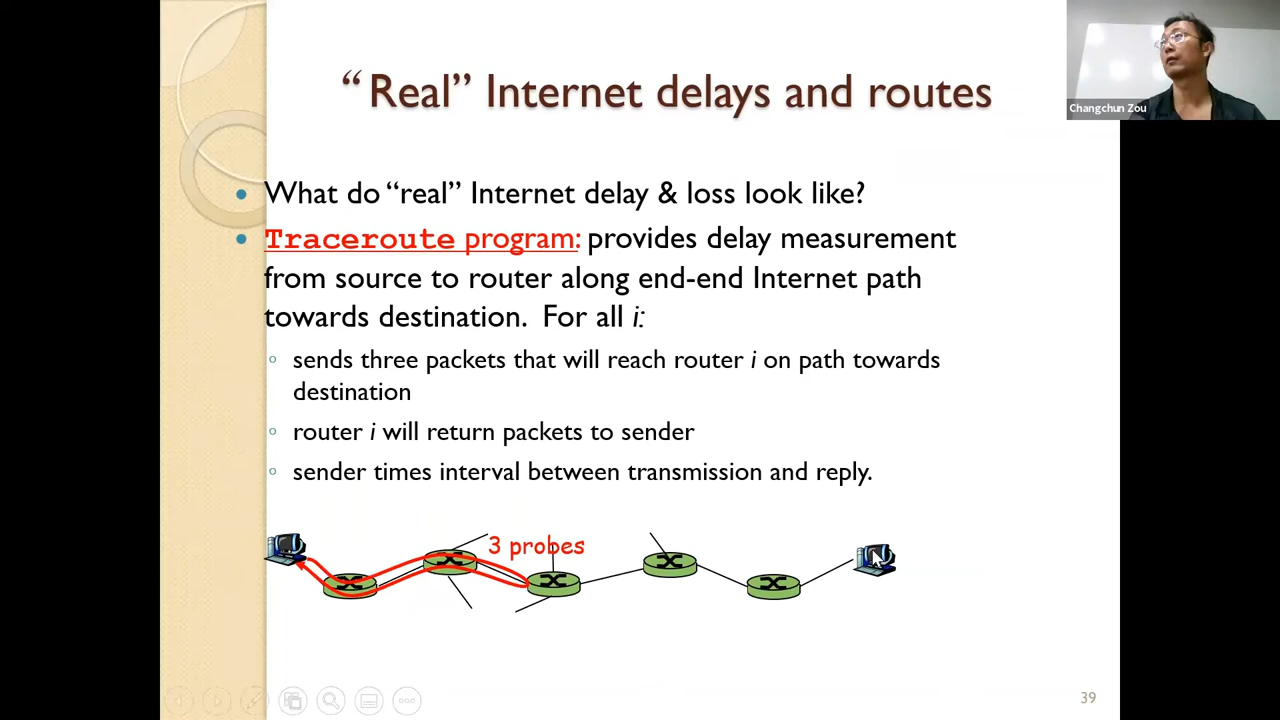 “Real” Internet delays and routes
Changchun Zou
What do “real” Internet delay & loss look like?
Traceroute program: provides delay measurement
from source to router along end-end Internet path
towards destination. For all i:
sends three packets that will reach router i on path towards
destination
router i will return packets to sender
sender times interval between transmission and reply.
3 probes
39